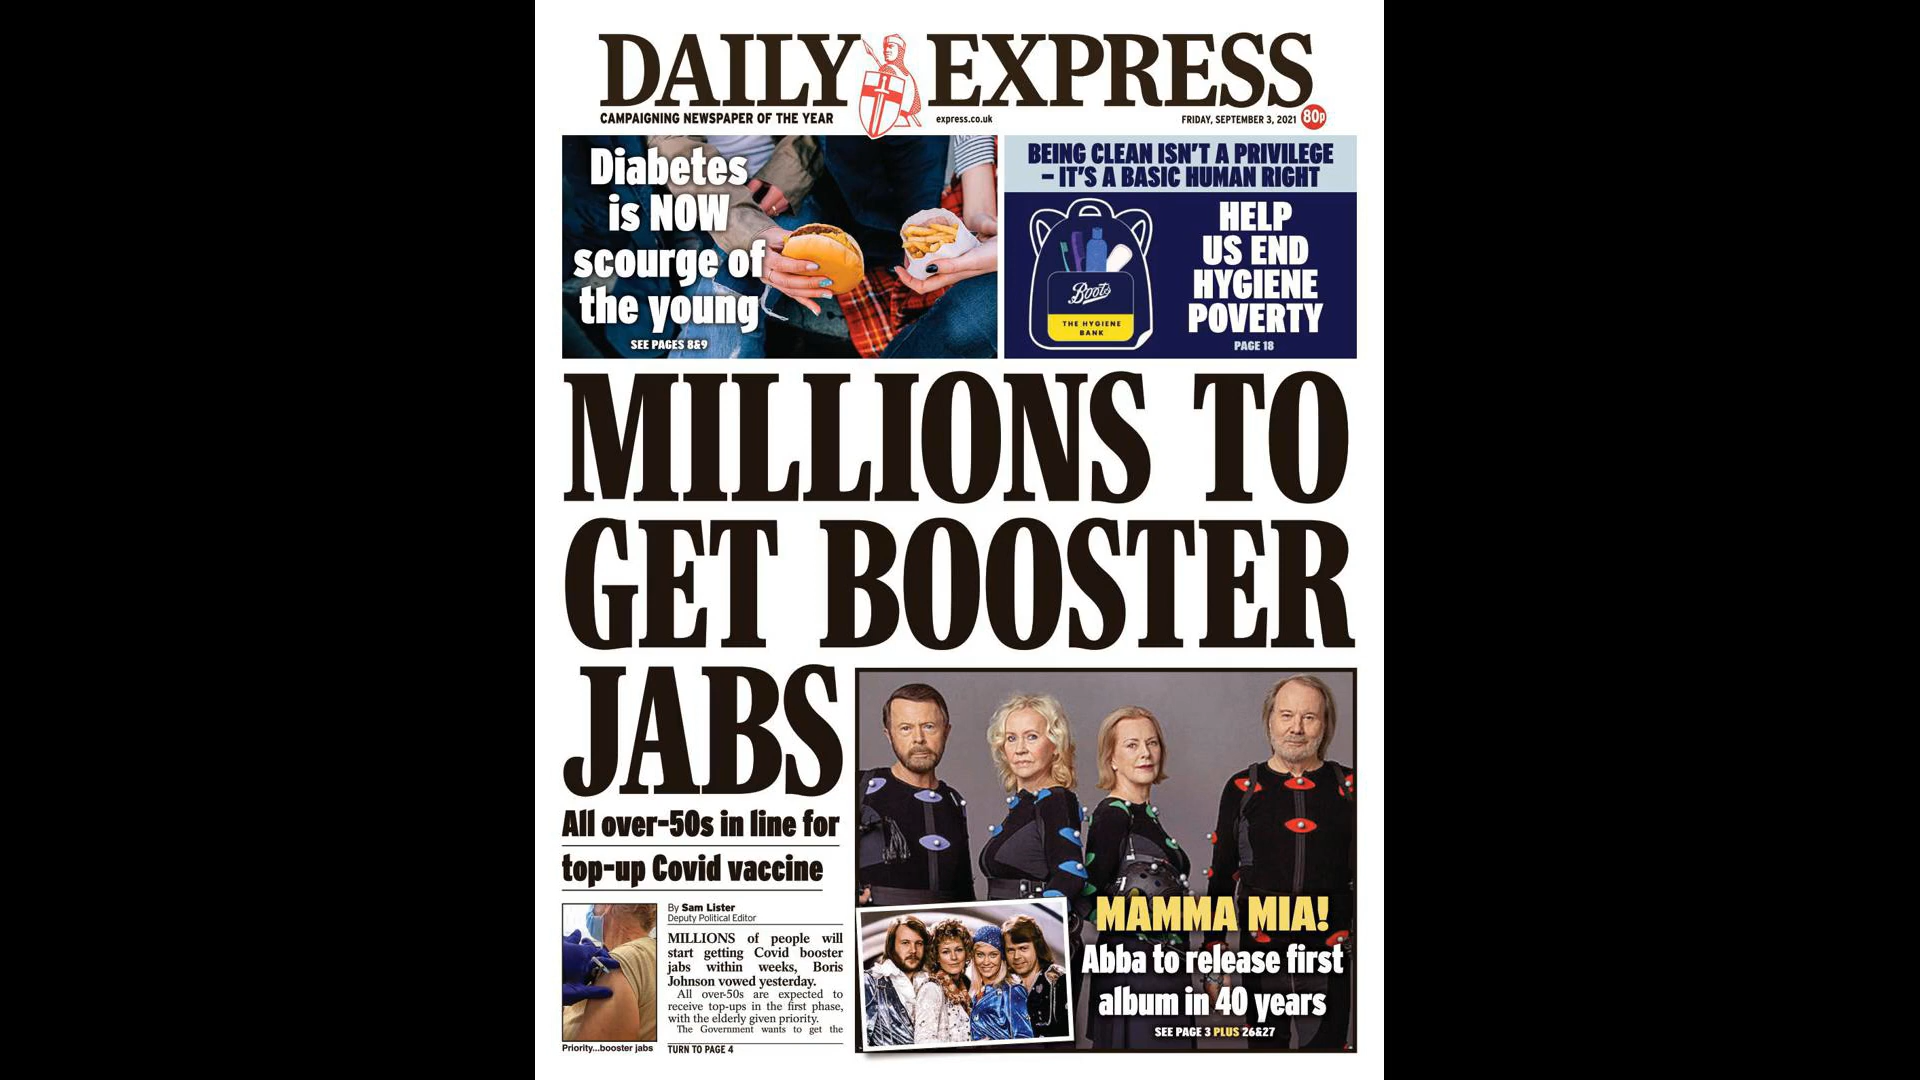 DAILY EXPRESS
CAMPAIGNING NEWSPAPER OF THE YEAR
express.co.uk
FRIDAY, SEPTEMBER 3, 2021
80p
Diabetes
is NOW
scourge of
the young
SEE PAGES 8&9
BEING CLEAN ISN'T A PRIVILEGE
– IT'S A BASIC HUMAN RIGHT
Boots
THE HYGIENE
BANK
HELP
US END
HYGIENE
POVERTY
PAGE 18
MILLIONS TO
GET BOOSTER
JABS
All over-50s in line for
top-up Covid vaccine
Priority...booster jabs
By Sam Lister
Deputy Political Editor
MILLIONS of people will
start getting Covid booster
jabs within weeks, Boris
Johnson vowed yesterday.
All over-50s are expected to
receive top-ups in the first phase,
with the elderly given priority.
The Government wants to get the
TURN TO PAGE 4
MAMMA MIA!
Abba to release first
album in 40 years
SEE PAGE 3 PLUS 26&27